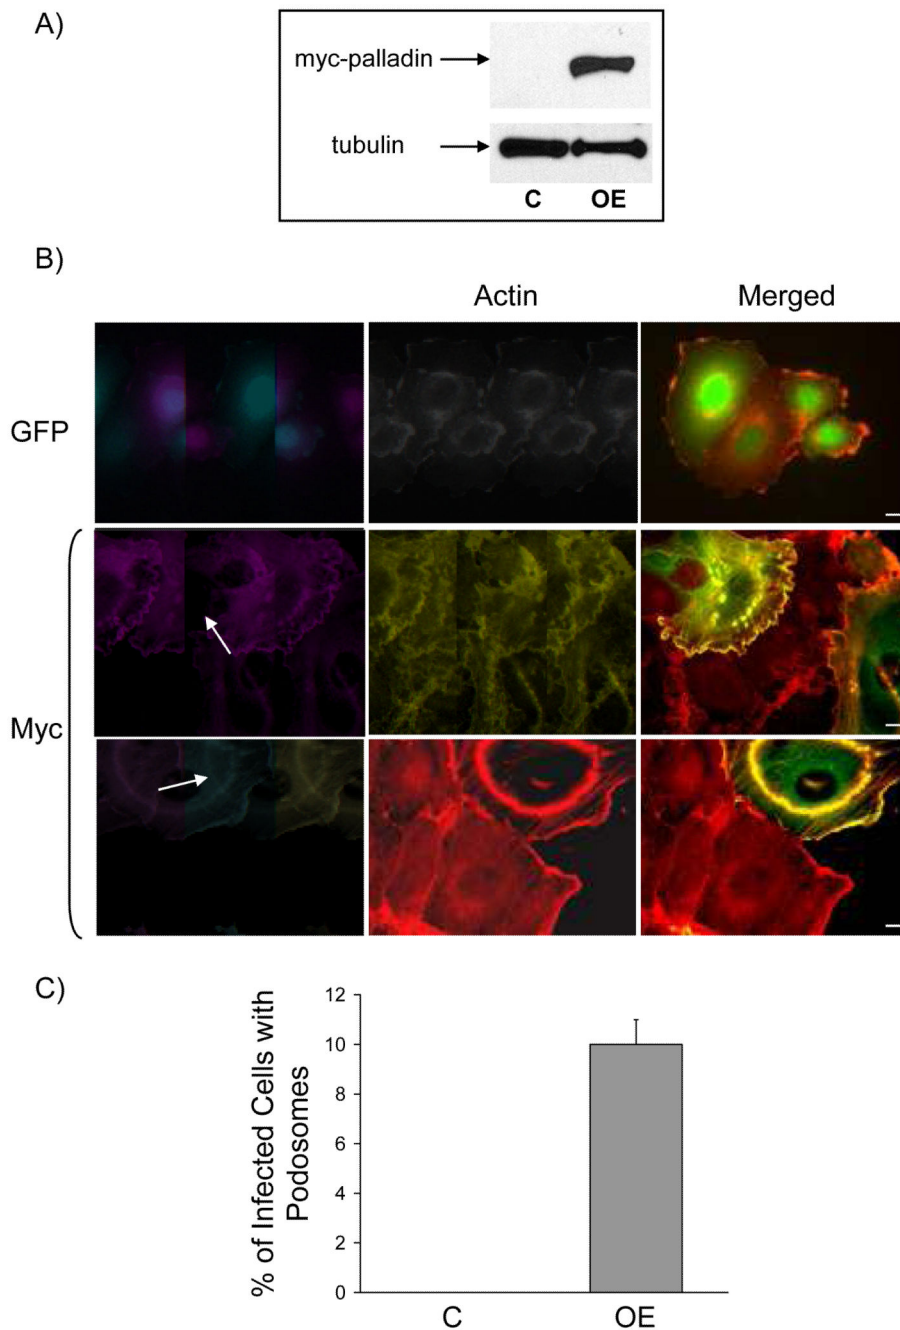 A)
myc-palladin
tubulin
C OE
B)
Actin Merged
GFP
Myc
C)
% of Infected Cells with
Podosomes
12
10
8
6
4
2
0
C OE